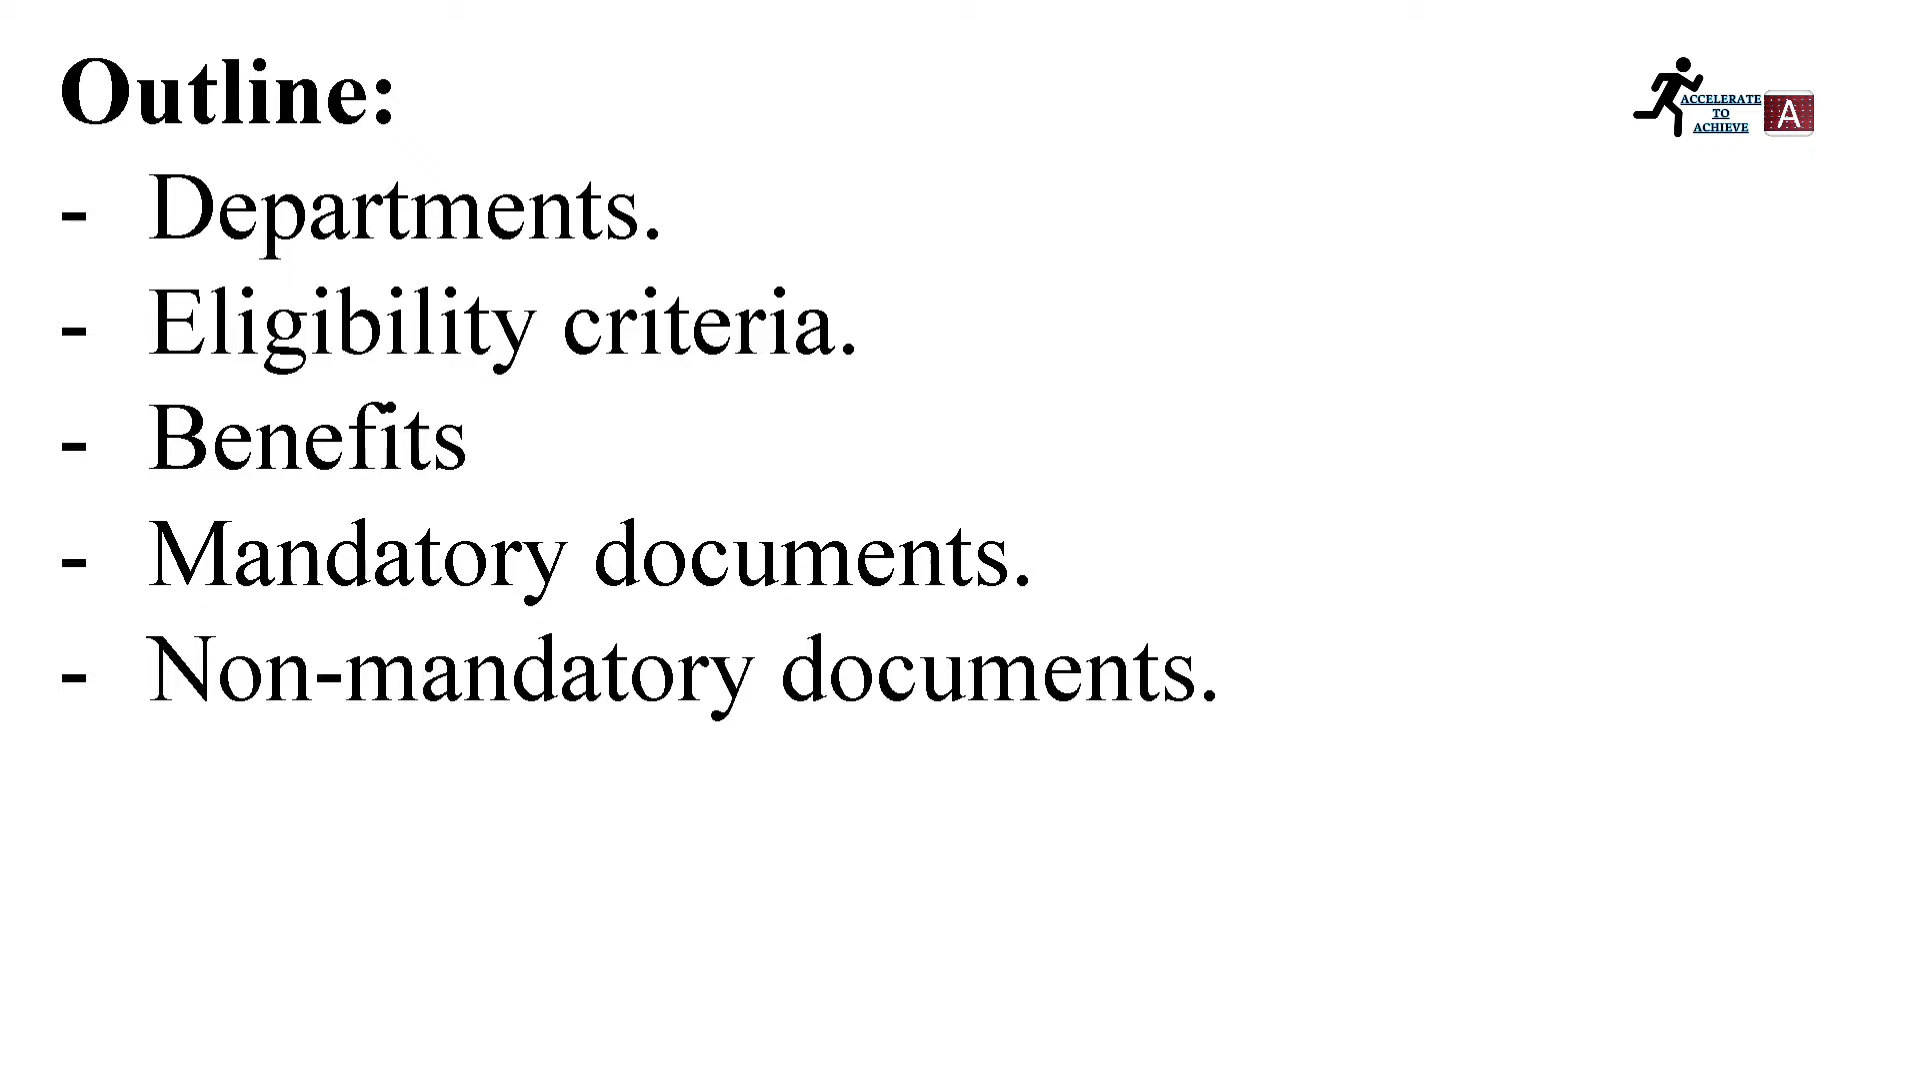 Outline:
- Departments.
- Eligibility criteria.
- Benefits
- Mandatory documents.
- Non-mandatory documents.
ACCELERATE
TO
ACHIEVE
A